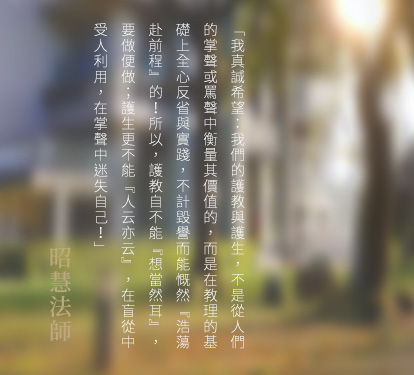 「我真誠希望：我們的護教與護生，不是從人們
的掌聲或罵聲中衡量其價值的，而是在教理的基
礎上全心反省與實踐，不計毀譽而能慨然『浩蕩
赴前程』的！所以，護教自不能『想當然耳』，
要做便做；護生更不能『人云亦云』，在盲從中
受人利用，在掌聲中迷失自己！」
昭慧法師